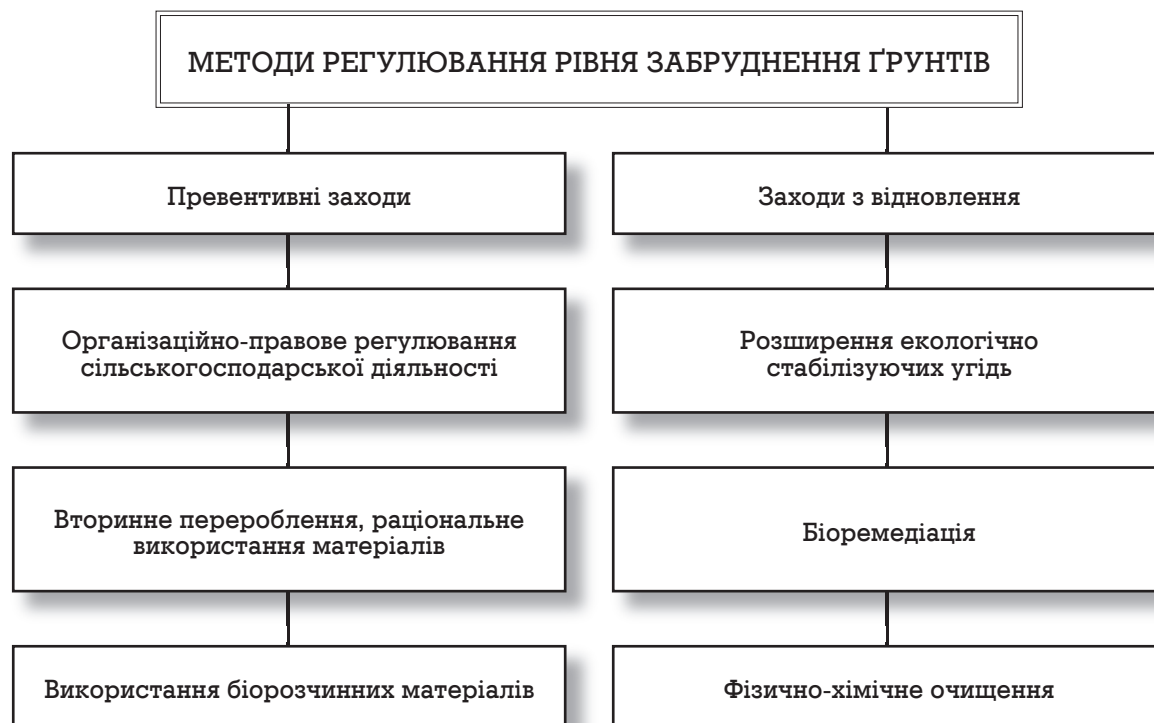 МЕТОДИ РЕГУЛЮВАННЯ РІВНЯ ЗАБРУДНЕННЯ ҐРУНТІВ
Превентивні заходи
Організаційно-правове регулювання
сільськогосподарської діяльності
Вторинне перероблення, раціональне
використання матеріалів
Використання біорозчинних матеріалів
Заходи з відновлення
Розширення екологічно
стабілізуючих угідь
Біоремедіація
Фізично-хімічне очищення